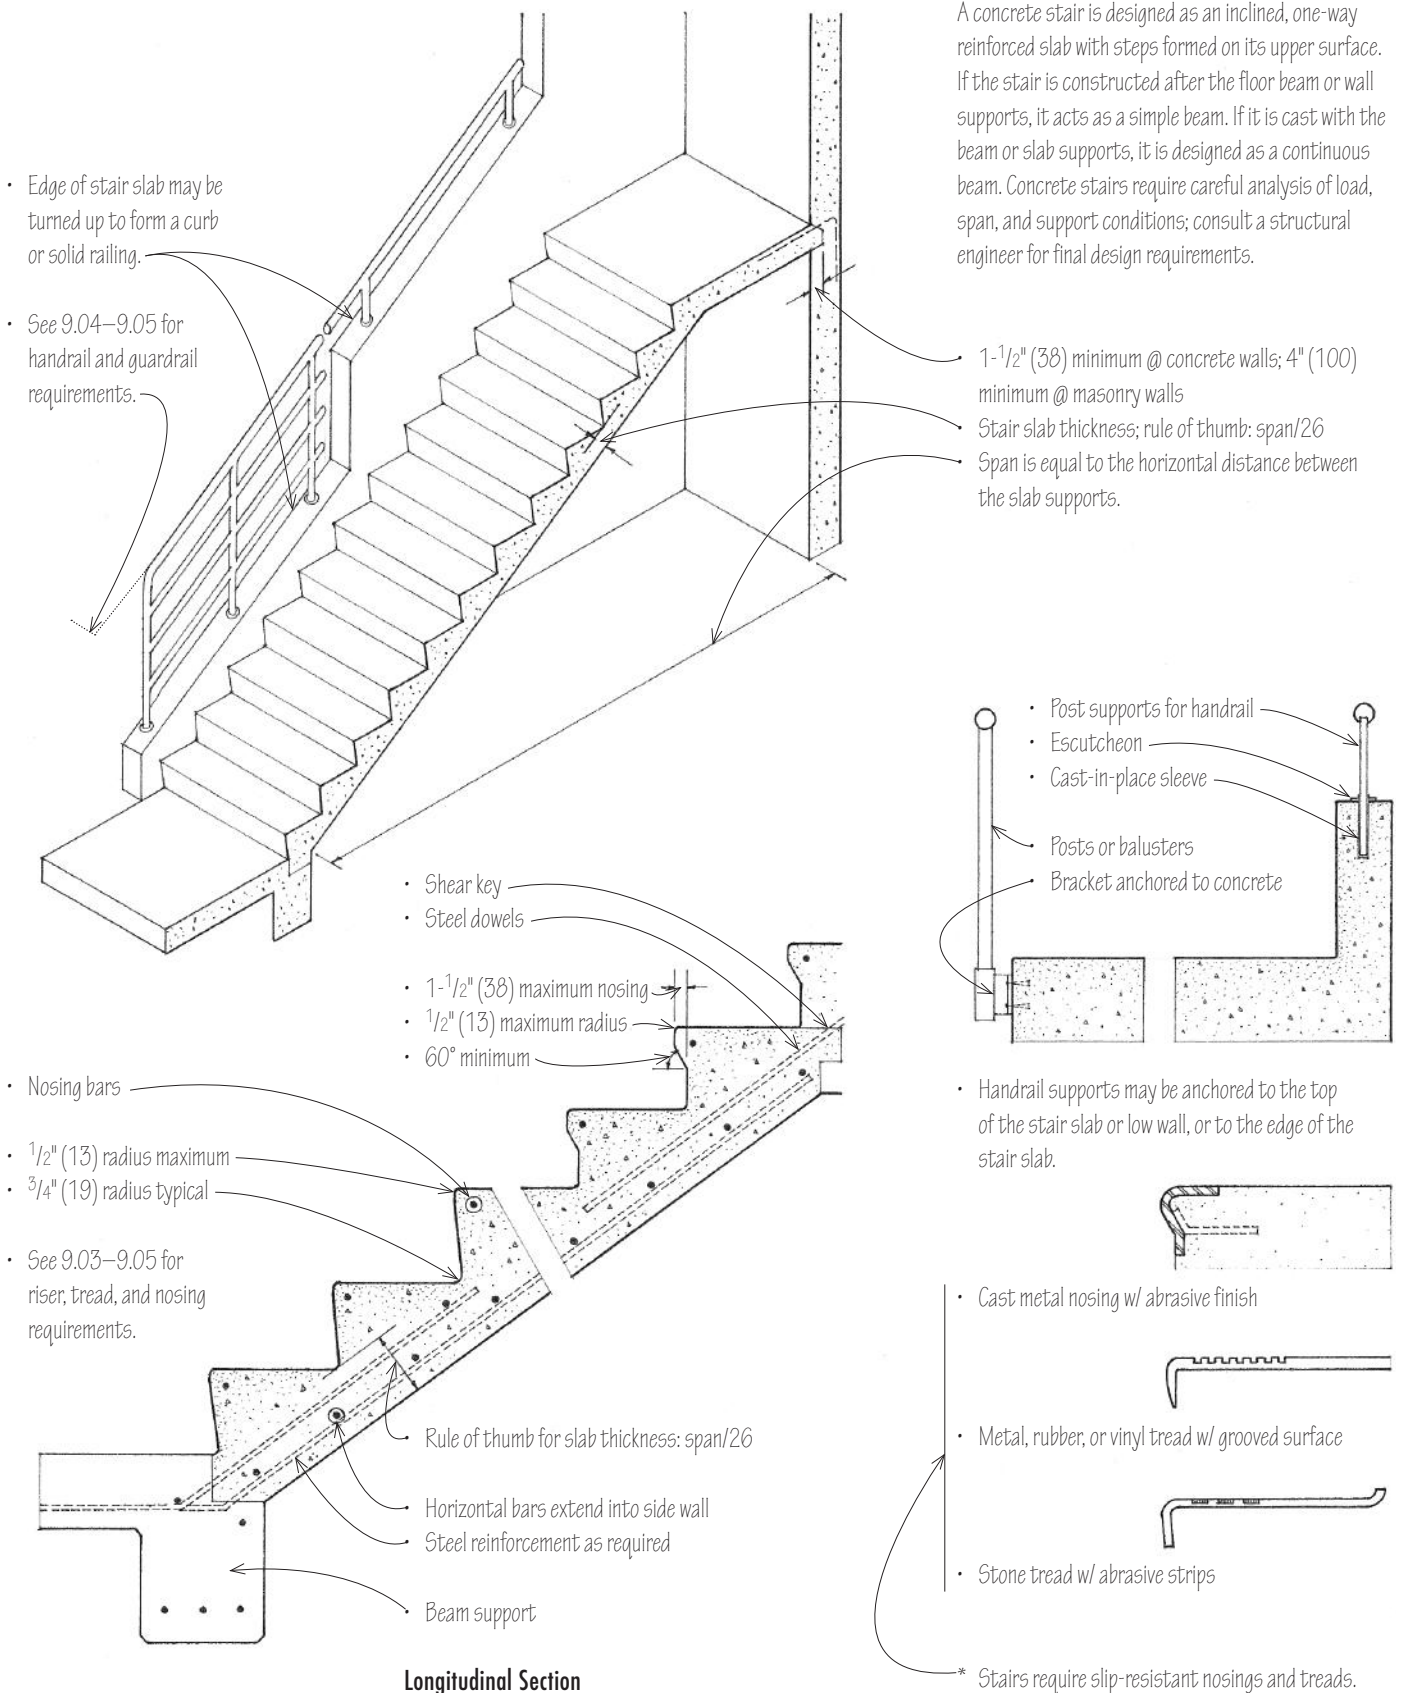 A concrete stair is designed as an inclined, one-way
reinforced slab with steps formed on its upper surface.
If the stair is constructed after the floor beam or wall
supports, it acts as a simple beam. If it is cast with the
beam or slab supports, it is designed as a continuous
beam. Concrete stairs require careful analysis of load,
span, and support conditions; consult a structural
engineer for final design requirements.
• Edge of stair slab may be
turned up to form a curb
or solid railing.
• See 9.04–9.05 for
handrail and guardrail
requirements.
• 1-1/2" (38) minimum @ concrete walls; 4" (100)
minimum @ masonry walls
• Stair slab thickness; rule of thumb: span/26
• Span is equal to the horizontal distance between
the slab supports.
• Post supports for handrail
• Escutcheon
• Cast-in-place sleeve
• Posts or balusters
• Bracket anchored to concrete
• Shear key
• Steel dowels
• 1-1/2" (38) maximum nosing
• 1/2" (13) maximum radius
• 60° minimum
• Nosing bars
• 1/2" (13) radius maximum
• 3/4" (19) radius typical
• See 9.03–9.05 for
riser, tread, and nosing
requirements.
• Handrail supports may be anchored to the top
of the stair slab or low wall, or to the edge of the
stair slab.
• Cast metal nosing w/ abrasive finish
• Metal, rubber, or vinyl tread w/ grooved surface
• Stone tread w/ abrasive strips
• Rule of thumb for slab thickness: span/26
• Horizontal bars extend into side wall
• Steel reinforcement as required
• Beam support
Longitudinal Section
* Stairs require slip-resistant nosings and treads.